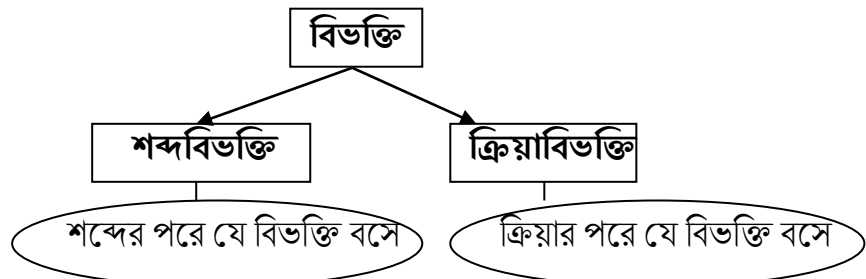 বিভক্তি
শব্দবিভক্তি
ক্রিয়াবিভক্তি
শব্দের পরে যে বিভক্তি বসে
ক্রিয়ার পরে যে বিভক্তি বসে